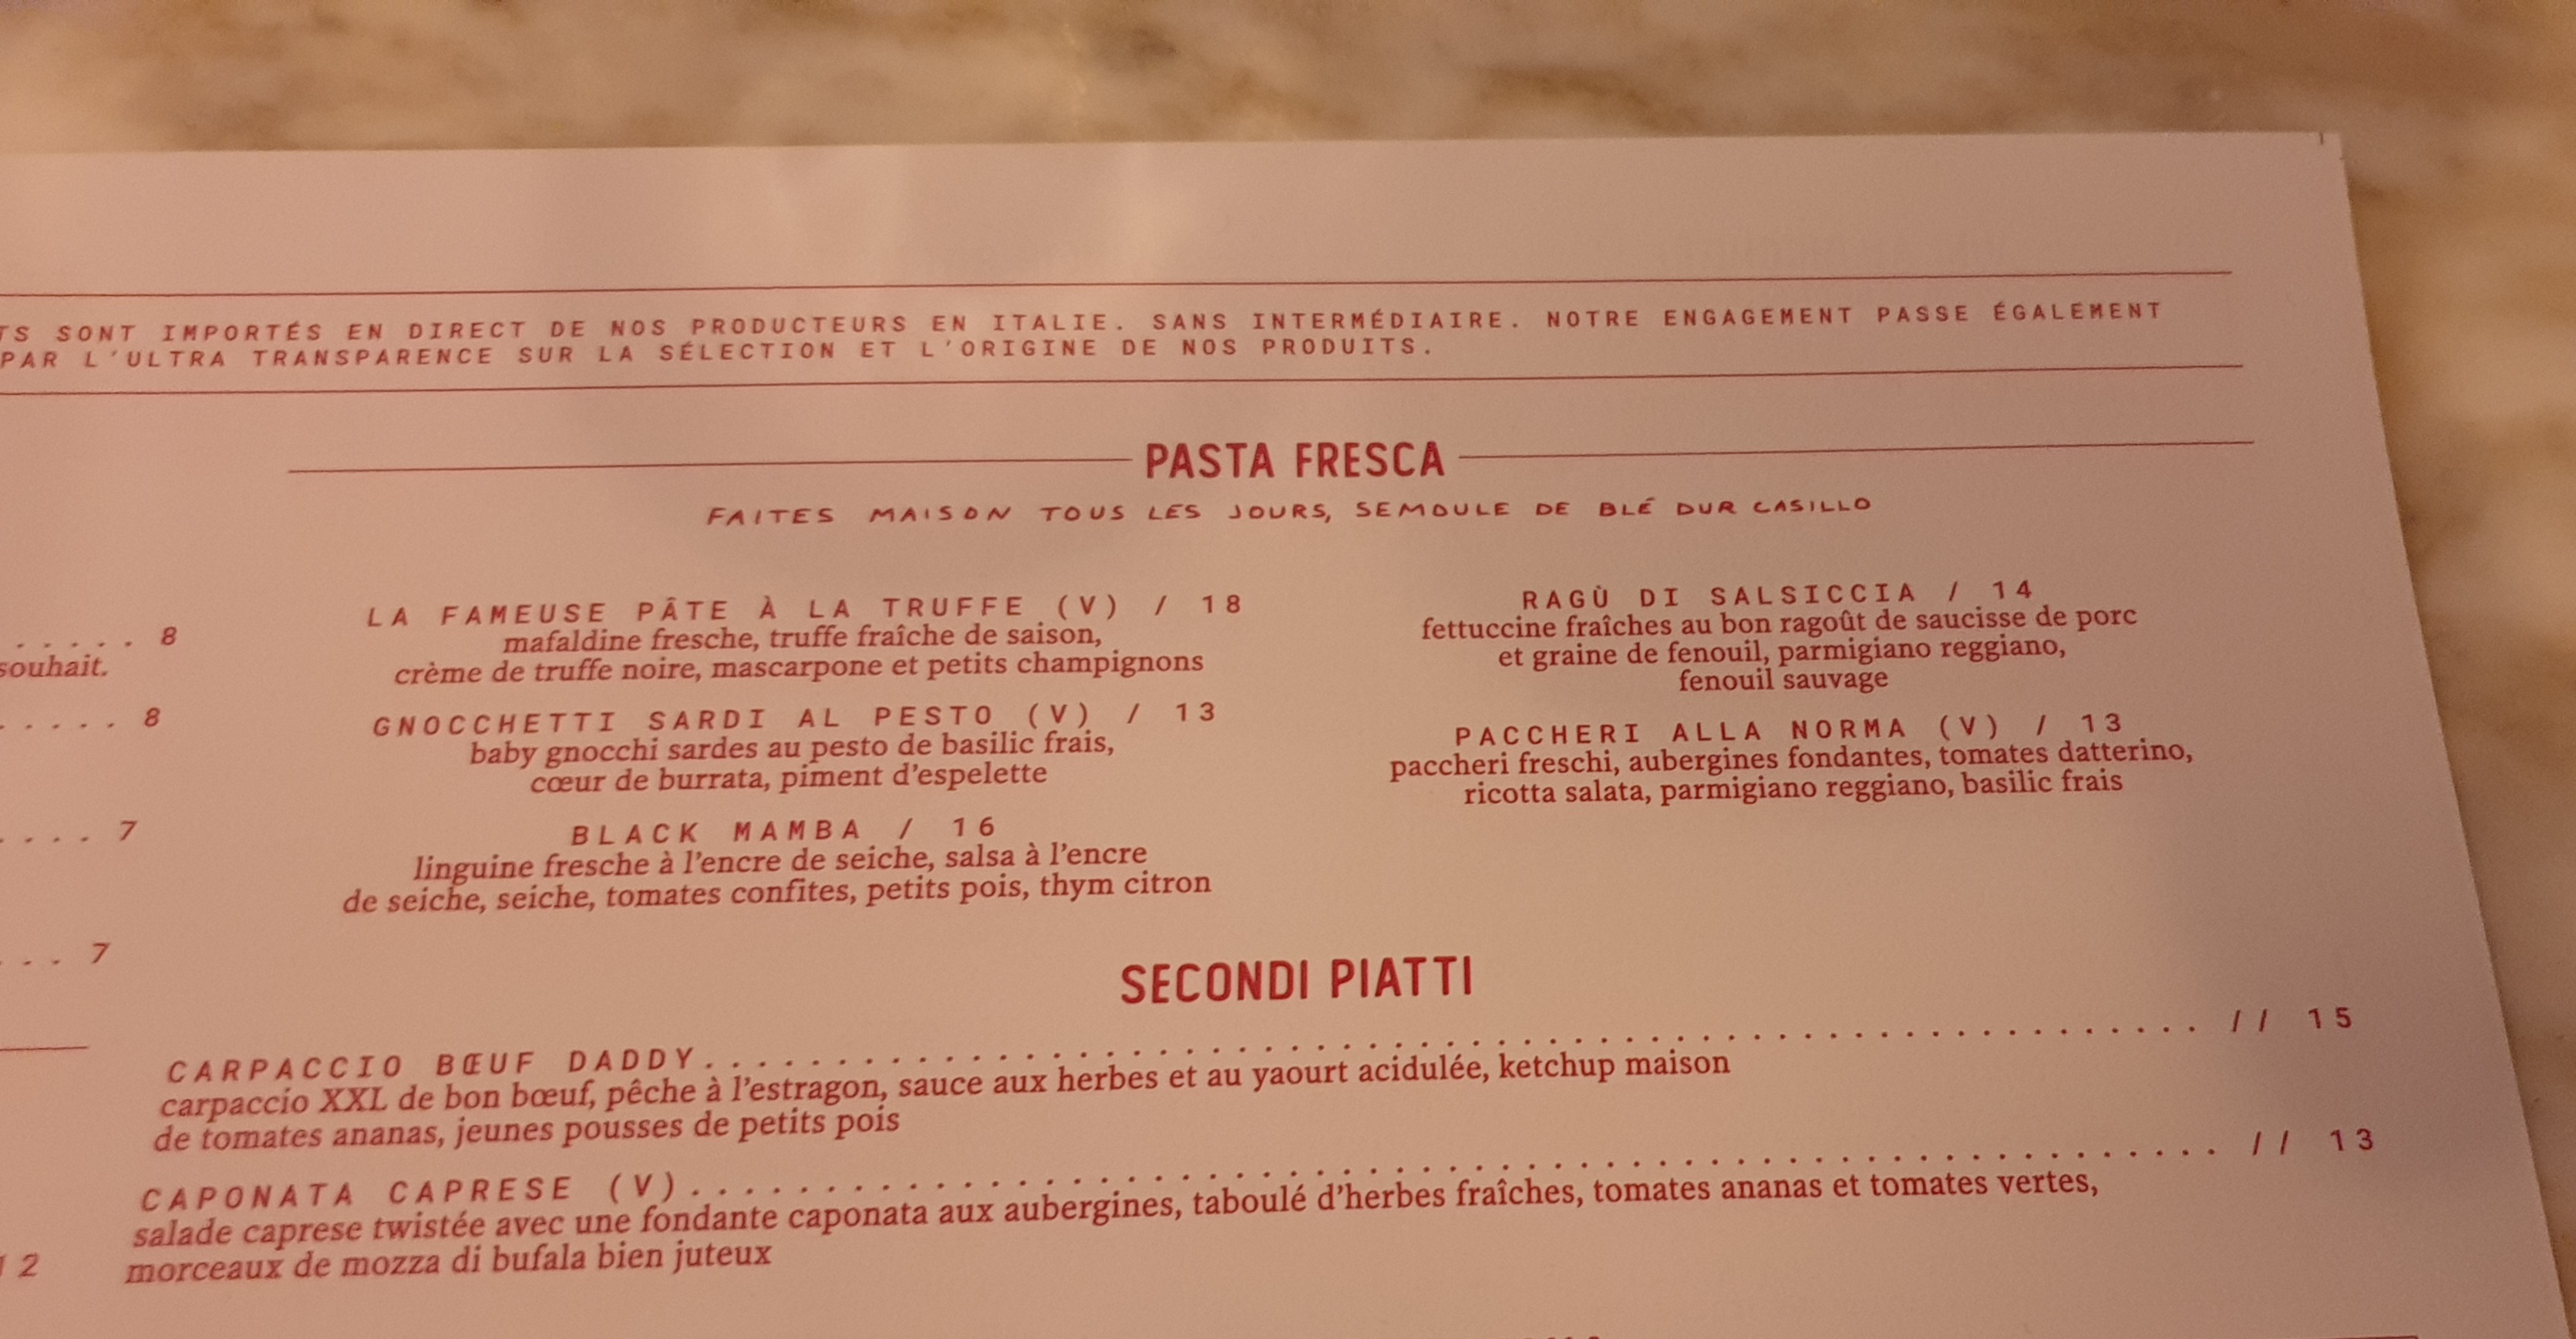 TS SONT IMPORTÉS EN DIRECT DE NOS PRODUCTEURS EN ITALIE. SANS INTERMÉDIAIRE. NOTRE ENGAGEMENT PASSE ÉGALEMENT
PAR L'ULTRA TRANSPARENCE SUR LA SÉLECTION ET L'ORIGINE DE NOS PRODUITS.
..... 8
souhait.
..... 8
.... 7
... 7
12
PASTA FRESCA
FAITES MAISON TOUS LES JOURS, SEMOULE DE BLÉ DUR CASILLO
LA FAMEUSE PÂTE À LA TRUFFE (V) / 18
mafaldine fresche, truffe fraîche de saison,
crème de truffe noire, mascarpone et petits champignons
GNOCCHETTI SARDI AL PESTO (V) / 13
baby gnocchi sardes au pesto de basilic frais,
cœur de burrata, piment d'espelette
BLACK MAMBA / 16
linguine fresche à l'encre de seiche, salsa à l'encre
de seiche, seiche, tomates confites, petits pois, thym citron
RAGÙ DI SALSICCIA / 14
fettuccine fraîches au bon ragoût de saucisse de porc
et graine de fenouil, parmigiano reggiano,
fenouil sauvage
PACCHERI ALLA NORMA (V) / 13
paccheri freschi, aubergines fondantes, tomates datterino,
ricotta salata, parmigiano reggiano, basilic frais
SECONDI PIATTI
CARPACCIO BŒUF DADDY.......... // 15
carpaccio XXL de bon bœuf, pêche à l'estragon, sauce aux herbes et au yaourt acidulée, ketchup maison
de tomates ananas, jeunes pousses de petits pois
CAPONATA CAPRESE (V).......... // 13
salade caprese twistée avec une fondante caponata aux aubergines, taboulé d'herbes fraîches, tomates ananas et tomates vertes,
morceaux de mozza di bufala bien juteux